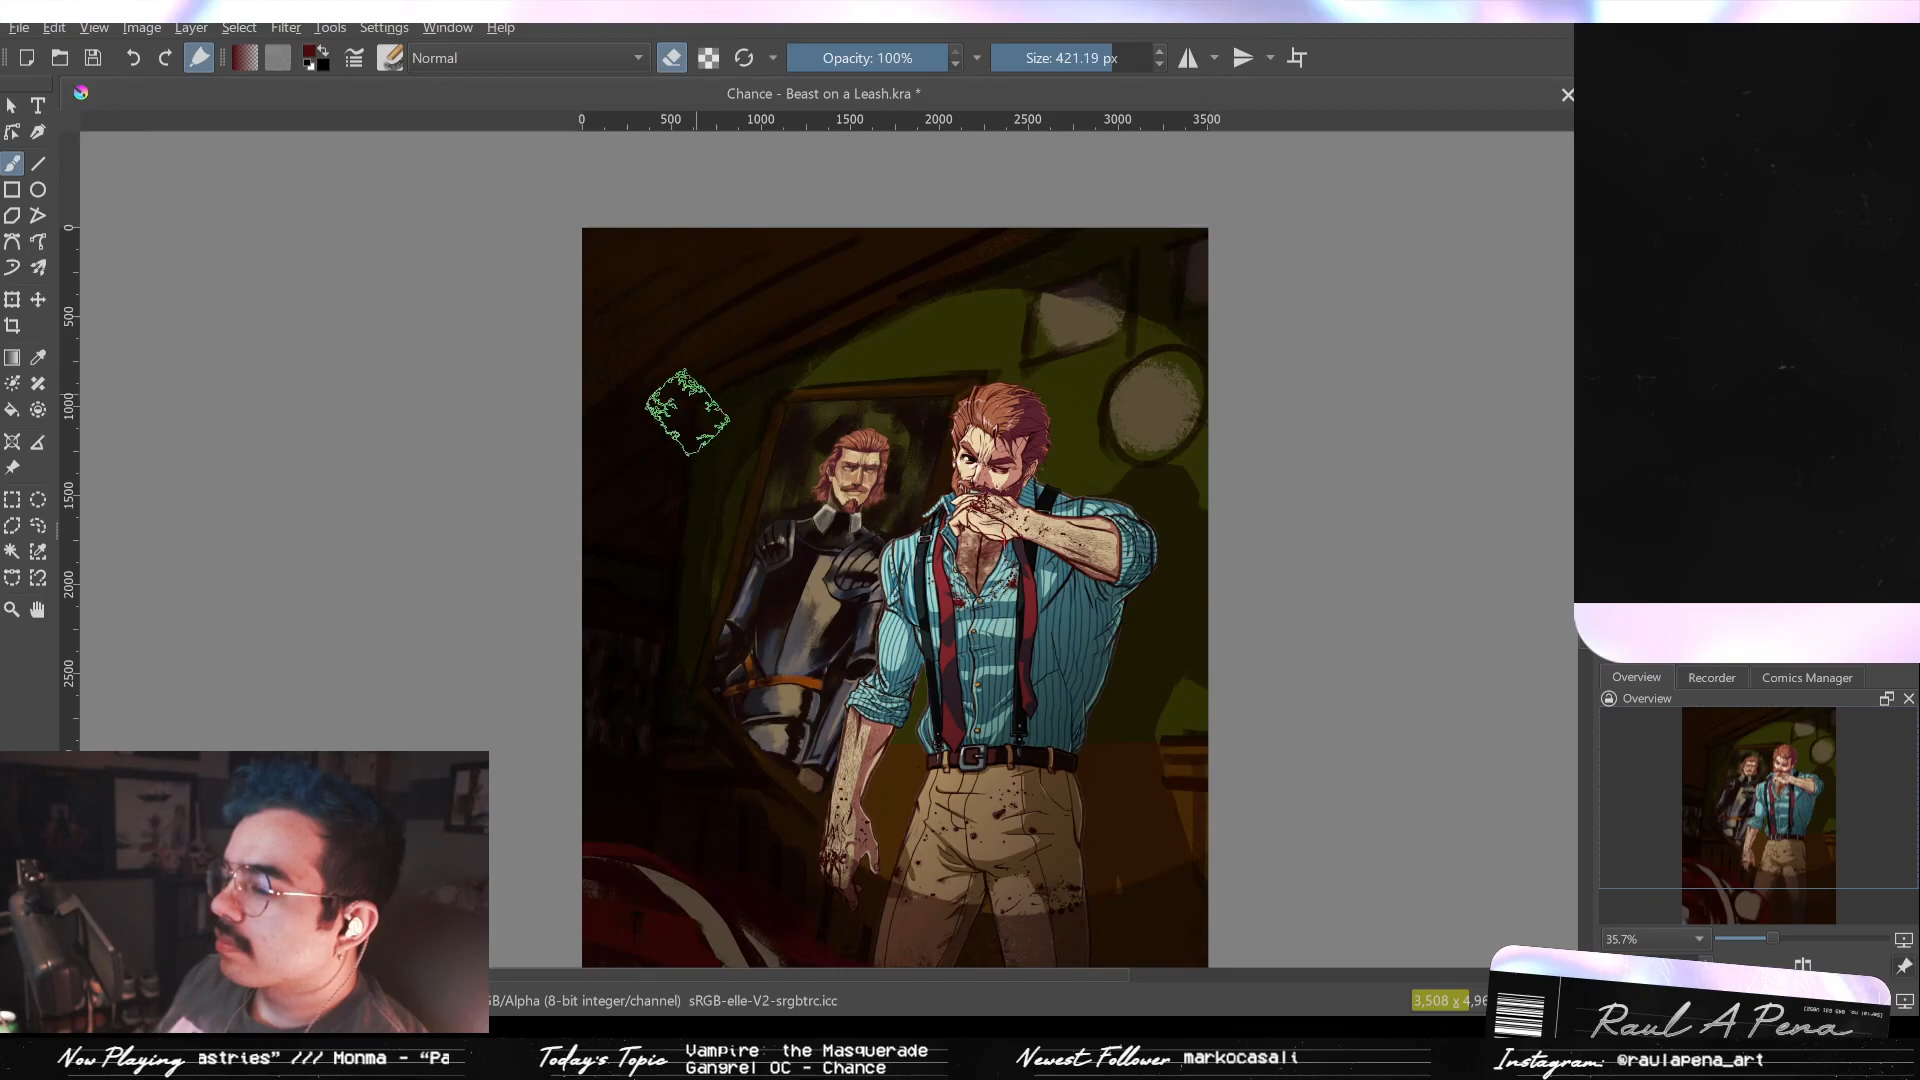 File Edit View Image Layer Select Filter Tools Settings Window Help
Normal
Opacity: 100%
Size: 421.19 px
Chance - Beast on a Leash.kra *
0 500 1000 1500 2000 2500 3000 3500
0
500
1000
1500
2000
2500
Overview Recorder Comics Manager
Overview
35.7%
GB/Alpha (8-bit integer/channel) sRGB-elle-V2-srgbtrc.icc
3,508 x 4,96
Raul A Pena
Now Playing astries” /// Monma - “Pa
Today's Topic Vampire: the Masquerade
Gangrel OC - Chance
Newest Follower markocasali
Instagram: @raulapena_art